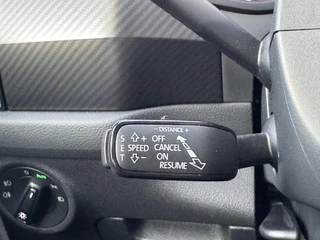 − DISTANCE +
S + OFF
E SPEED CANCEL
T − ON
RESUME